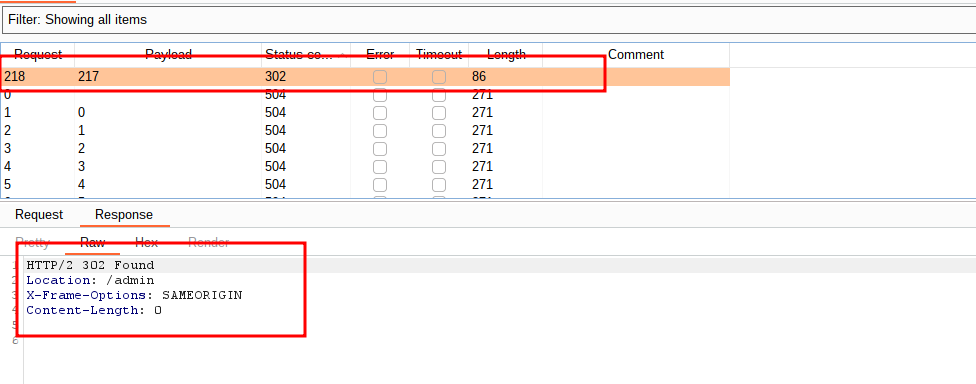 Filter: Showing all items
Request Payload Status co... Error Timeout Length Comment
218 217 302 86
0 504 271
1 0 504 271
2 1 504 271
3 2 504 271
4 3 504 271
5 4 504 271
Request Response
Pretty Raw Hex Render
1 HTTP/2 302 Found
2 Location: /admin
3 X-Frame-Options: SAMEORIGIN
4 Content-Length: 0
5
6